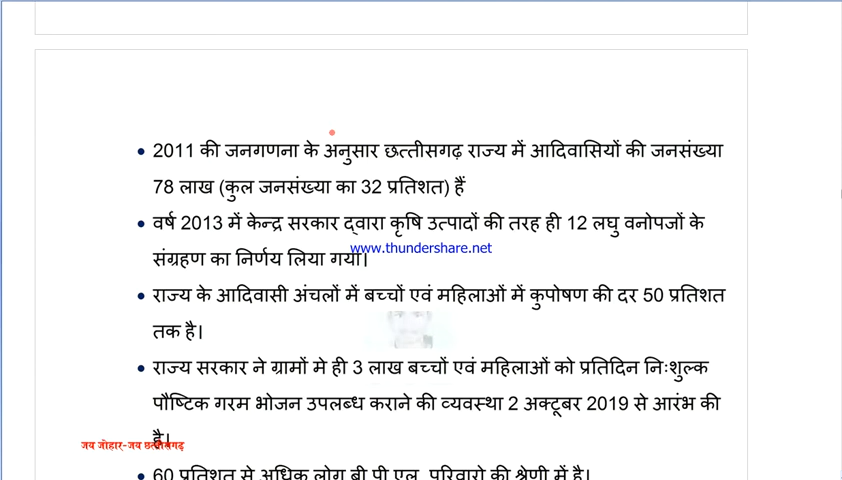 • 2011 की जनगणना के अनुसार छत्तीसगढ़ राज्य में आदिवासियों की जनसंख्या
78 लाख (कुल जनसंख्या का 32 प्रतिशत) हैं
• वर्ष 2013 में केन्द्र सरकार द्वारा कृषि उत्पादों की तरह ही 12 लघु वनोपजों के
www.thundershare.net
संग्रहण का निर्णय लिया गया।
• राज्य के आदिवासी अंचलों में बच्चों एवं महिलाओं में कुपोषण की दर 50 प्रतिशत
तक है।
• राज्य सरकार ने ग्रामों मे ही 3 लाख बच्चों एवं महिलाओं को प्रतिदिन निःशुल्क
पौष्टिक गरम भोजन उपलब्ध कराने की व्यवस्था 2 अक्टूबर 2019 से आरंभ की
है।
जय जोहार-जय छत्तीसगढ़
• 60 प्रतिशत से अधिक लोग बी पी एल. परिवारो की श्रेणी में है।